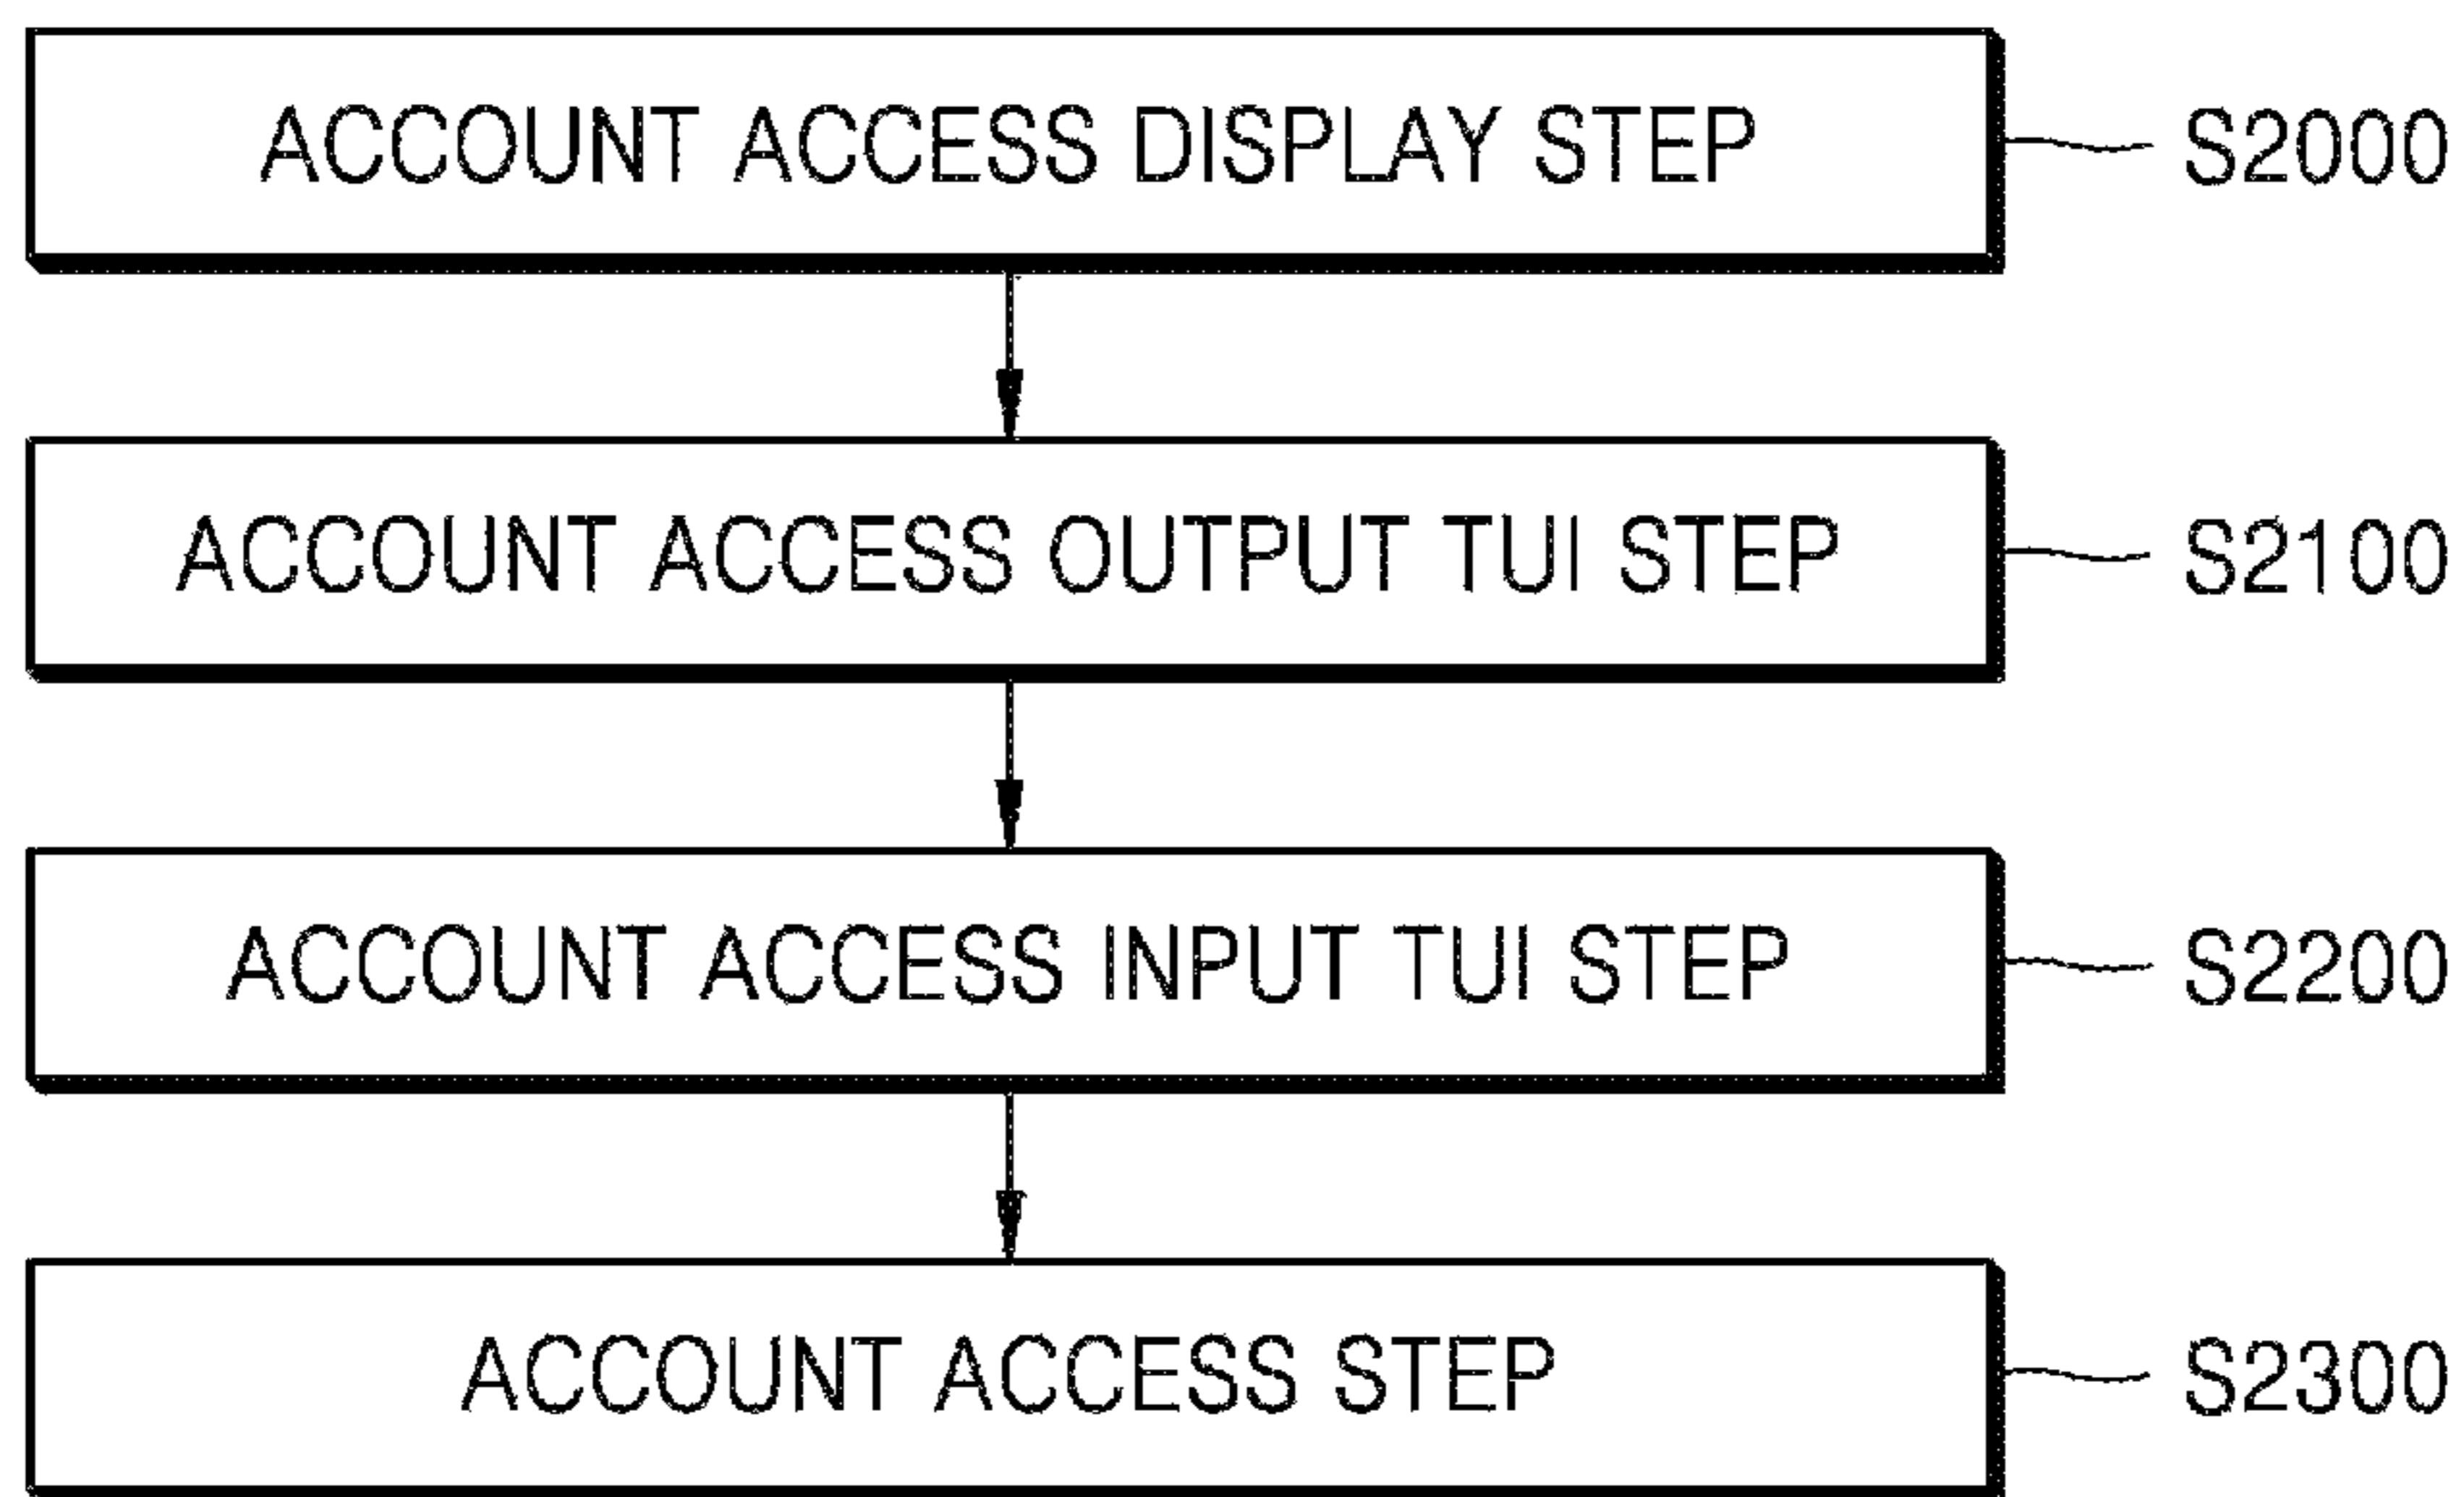 ACCOUNT ACCESS DISPLAY STEP S2000
ACCOUNT ACCESS OUTPUT TUI STEP S2100
ACCOUNT ACCESS INPUT TUI STEP S2200
ACCOUNT ACCESS STEP S2300